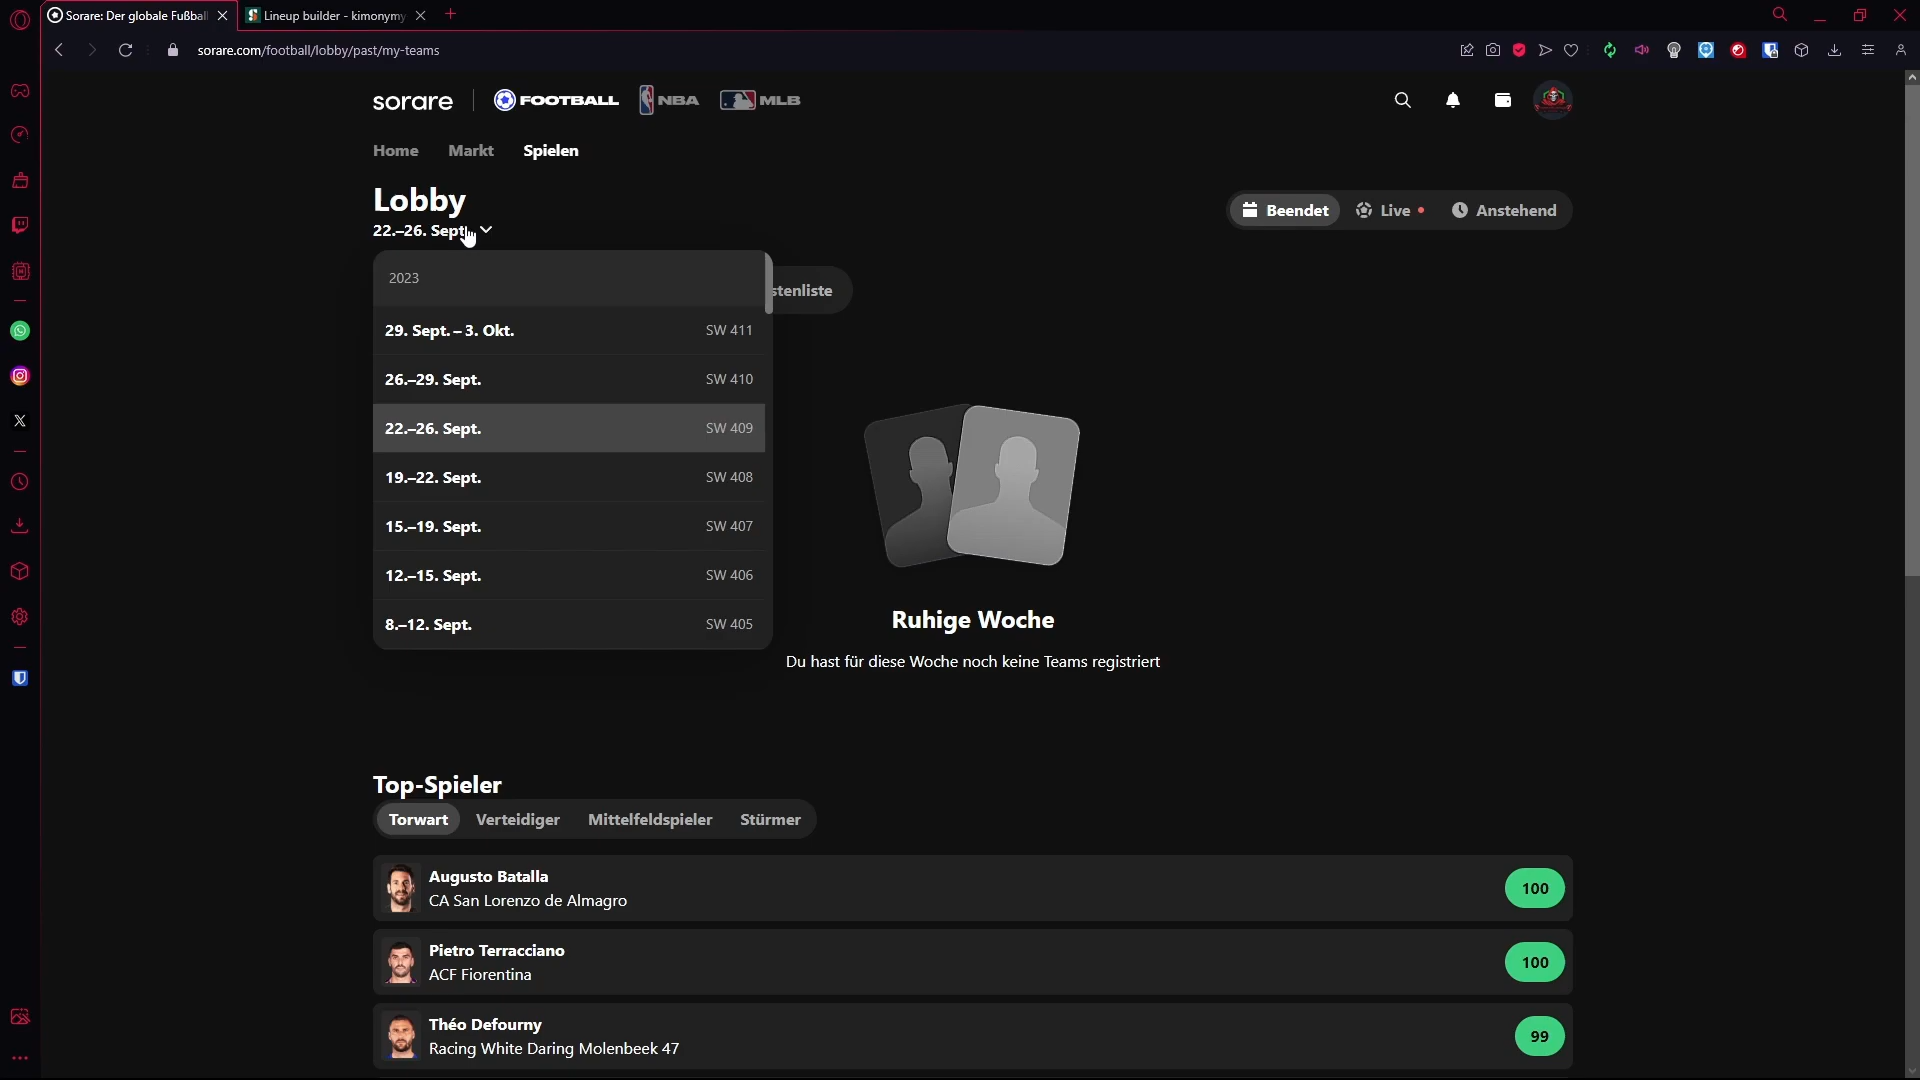 Sorare: Der globale Fußbal
Lineup builder - kimonymy
sorare.com/football/lobby/past/my-teams
sorare
FOOTBALL
NBA
MLB
Home
Markt
Spielen
Lobby
22.–26. Sept.
Beendet
Live
Anstehend
2023
stenliste
29. Sept. – 3. Okt.
SW 411
26.–29. Sept.
SW 410
22.–26. Sept.
SW 409
19.–22. Sept.
SW 408
15.–19. Sept.
SW 407
12.–15. Sept.
SW 406
8.–12. Sept.
SW 405
Ruhige Woche
Du hast für diese Woche noch keine Teams registriert
Top-Spieler
Torwart
Verteidiger
Mittelfeldspieler
Stürmer
Augusto Batalla
CA San Lorenzo de Almagro
100
Pietro Terracciano
ACF Fiorentina
100
Théo Defourny
Racing White Daring Molenbeek 47
99